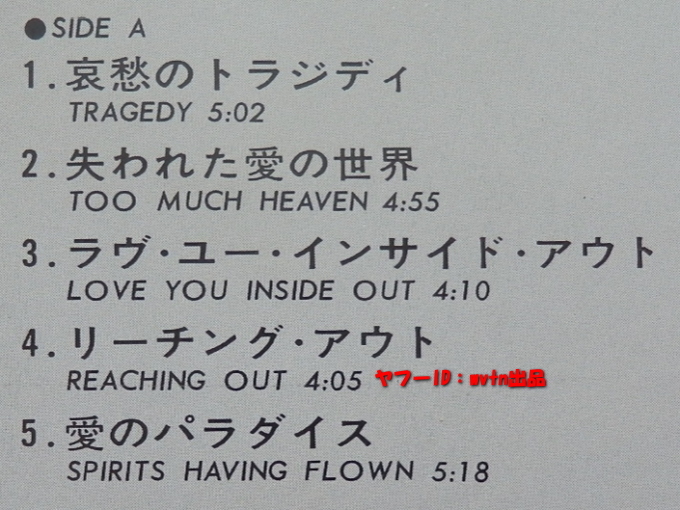 ●SIDE A
1.哀愁のトラジディ
TRAGEDY 5:02
2.失われた愛の世界
TOO MUCH HEAVEN 4:55
3.ラヴ・ユー・インサイド・アウト
LOVE YOU INSIDE OUT 4:10
4.リーチング・アウト
REACHING OUT 4:05 ヤフーID：mvtn出品
5.愛のパラダイス
SPIRITS HAVING FLOWN 5:18